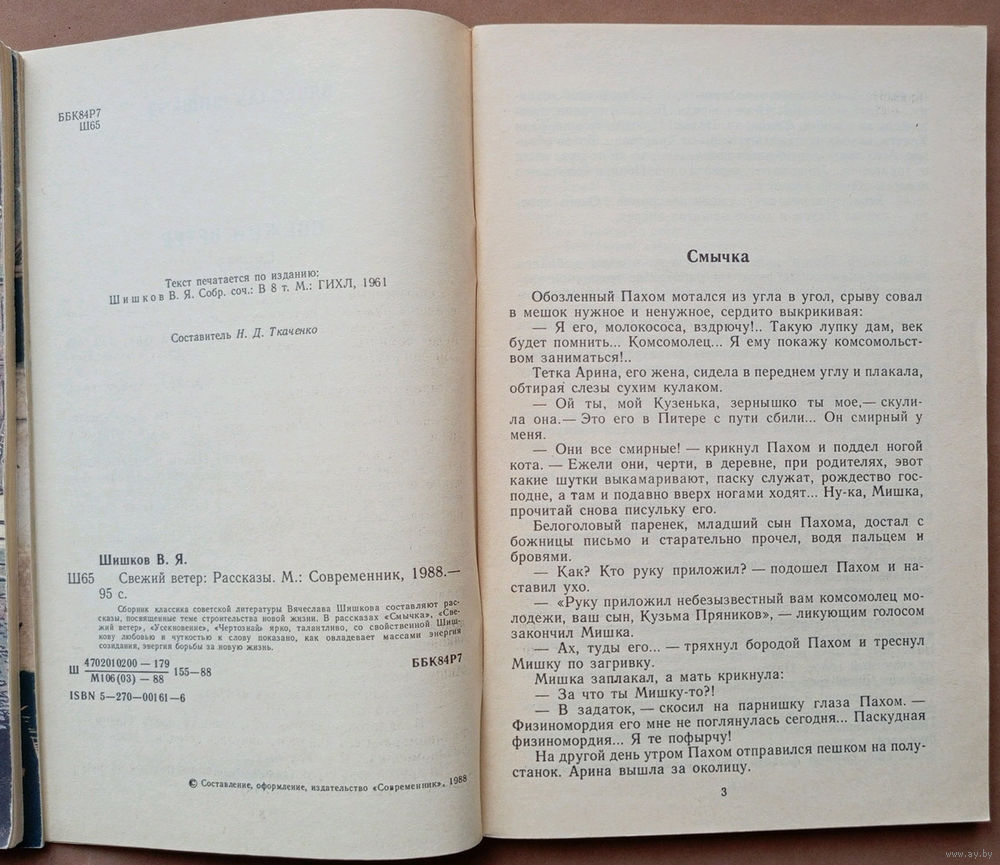 ББК84Р7
Ш65
Текст печатается по изданию:
Шишков В. Я. Собр. соч.: В 8 т. М.: ГИХЛ, 1961
Составитель Н. Д. Ткаченко
Шишков В. Я.
Ш65 Свежий ветер: Рассказы. М.: Современник, 1988.—
95 с.
Сборник классика советской литературы Вячеслава Шишкова составляют рас-
сказы, посвященные теме строительства новой жизни. В рассказах «Смычка», «Све-
жий ветер», «Усекновение», «Чертознай» ярко, талантливо, со свойственной Шиш-
кову любовью и чуткостью к слову показано, как овладевает массами энергия
созидания, энергия борьбы за новую жизнь.
Ш 4702010200—179
М106(03)—88 155—88
ББК84Р7
ISBN 5—270—00161—6
© Составление, оформление, издательство «Современник», 1988
Смычка
Обозленный Пахом мотался из угла в угол, срыву совал
в мешок нужное и ненужное, сердито выкрикивая:
— Я его, молокососа, вздрючу!.. Такую лупку дам, век
будет помнить... Комсомолец... Я ему покажу комсомольст-
вом заниматься!..
Тетка Арина, его жена, сидела в переднем углу и плакала,
обтирая слезы сухим кулаком.
— Ой ты, мой Кузенька, зернышко ты мое,— скули-
ла она.— Это его в Питере с пути сбили... Он смирный у
меня.
— Они все смирные! — крикнул Пахом и поддел ногой
кота. — Ежели они, черти, в деревне, при родителях, эвот
какие шутки выкамаривают, паску служат, рождество гос-
подне, а там и подавно вверх ногами ходят... Ну-ка, Мишка,
прочитай снова писульку его.
Белоголовый паренек, младший сын Пахома, достал с
божницы письмо и старательно прочел, водя пальцем и
бровями.
— Как? Кто руку приложил? — подошел Пахом и на-
ставил ухо.
— «Руку приложил небезызвестный вам комсомолец мо-
лодежи, ваш сын, Кузьма Пряников», — ликующим голосом
закончил Мишка.
— Ах, туды его... — тряхнул бородой Пахом и треснул
Мишку по загривку.
Мишка заплакал, а мать крикнула:
— За что ты Мишку-то?!
— В задаток, — скосил на парнишку глаза Пахом. —
Физиномордия его мне не поглянулась сегодня... Паскудная
физиномордия... Я те пофырчу!
На другой день утром Пахом отправился пешком на полу-
станок. Арина вышла за околицу.
3
www.ay.by